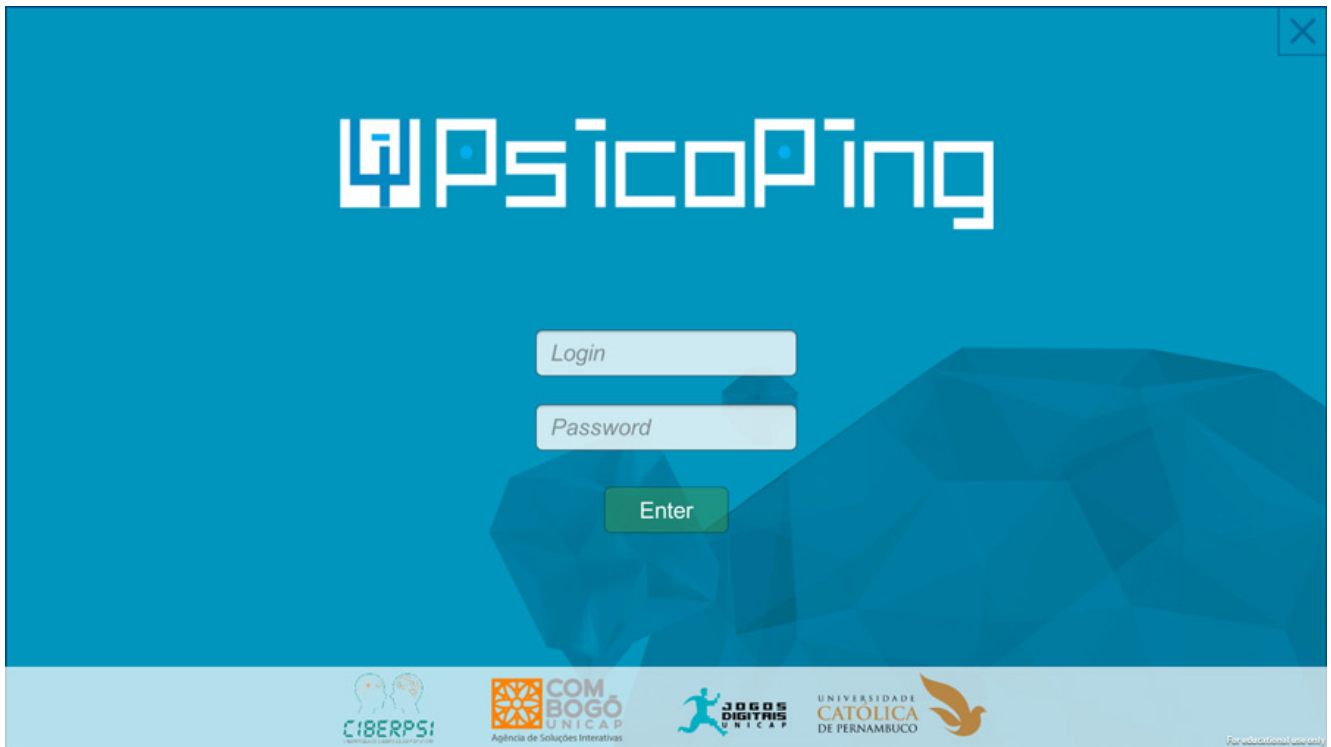 PsicoPing
Login
Password
Enter
CIBERPSI
COM
BOGÓ
UNICAP
Agência de Soluções Interativas
JOGOS
DIGITAIS
UNICAP
UNIVERSIDADE
CATÓLICA
DE PERNAMBUCO
For educational use only